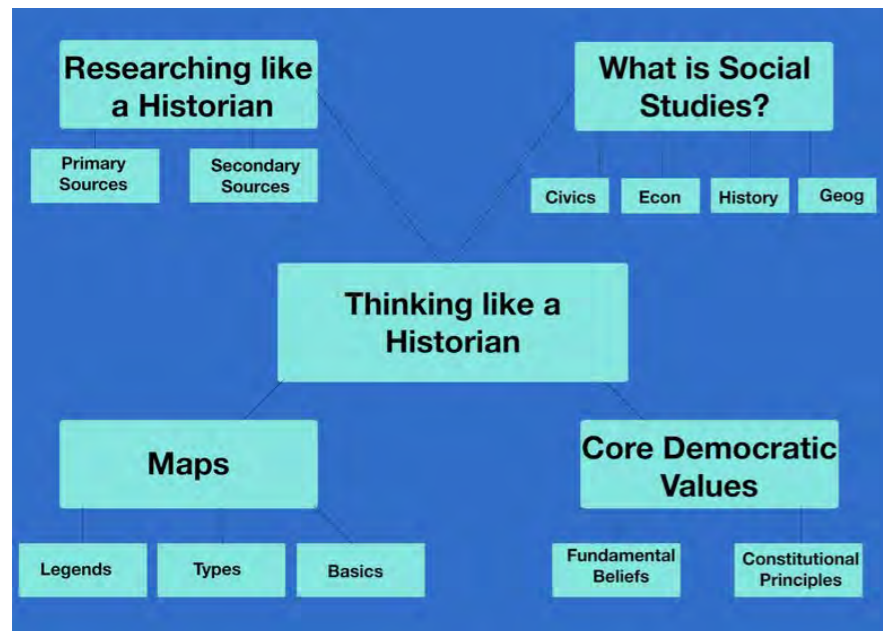 Researching like
a Historian
Primary
Sources
Secondary
Sources
What is Social
Studies?
Civics
Econ
History
Geog
Thinking like a
Historian
Maps
Legends
Types
Basics
Core Democratic
Values
Fundamental
Beliefs
Constitutional
Principles